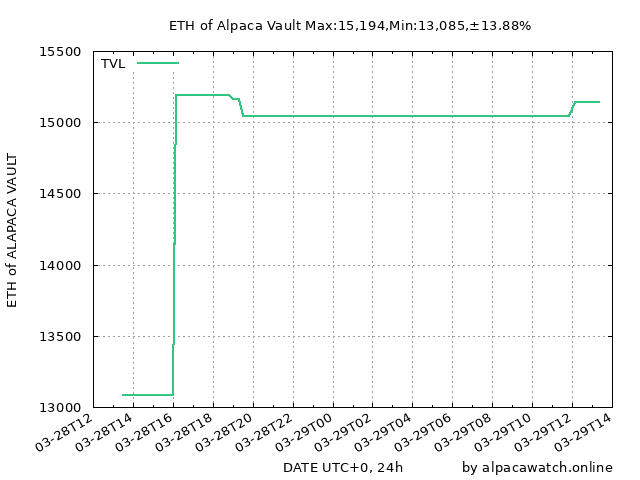 ETH of Alpaca Vault Max:15,194,Min:13,085,±13.88%
15500
TVL
15000
14500
14000
13500
13000
ETH of ALAPACA VAULT
03-28T12
03-28T14
03-28T16
03-28T18
03-28T20
03-28T22
03-29T00
03-29T02
03-29T04
03-29T06
03-29T08
03-29T10
03-29T12
03-29T14
DATE UTC+0, 24h
by alpacawatch.online